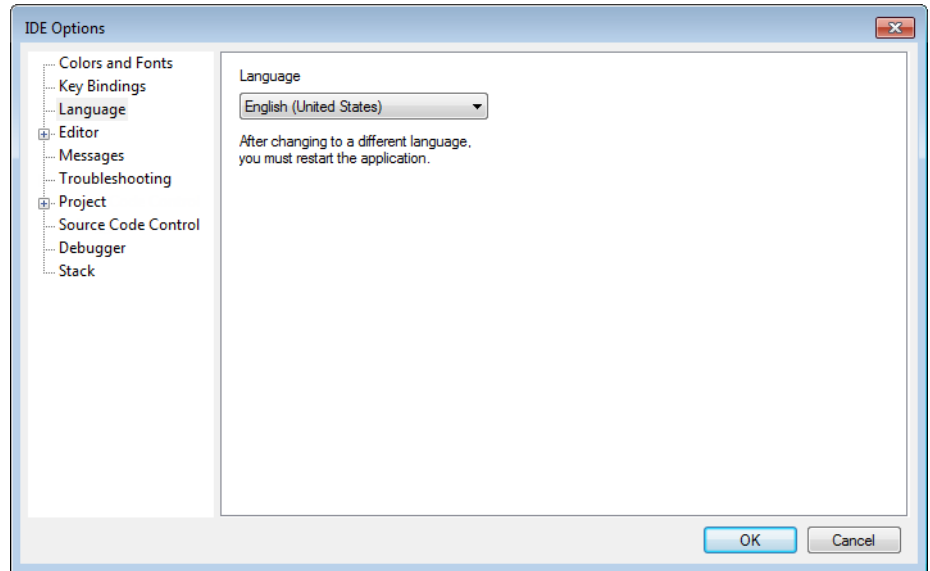 IDE Options
Colors and Fonts
Key Bindings
Language
Editor
Messages
Troubleshooting
Project
Source Code Control
Debugger
Stack
Language
English (United States)
After changing to a different language,
you must restart the application.
OK
Cancel